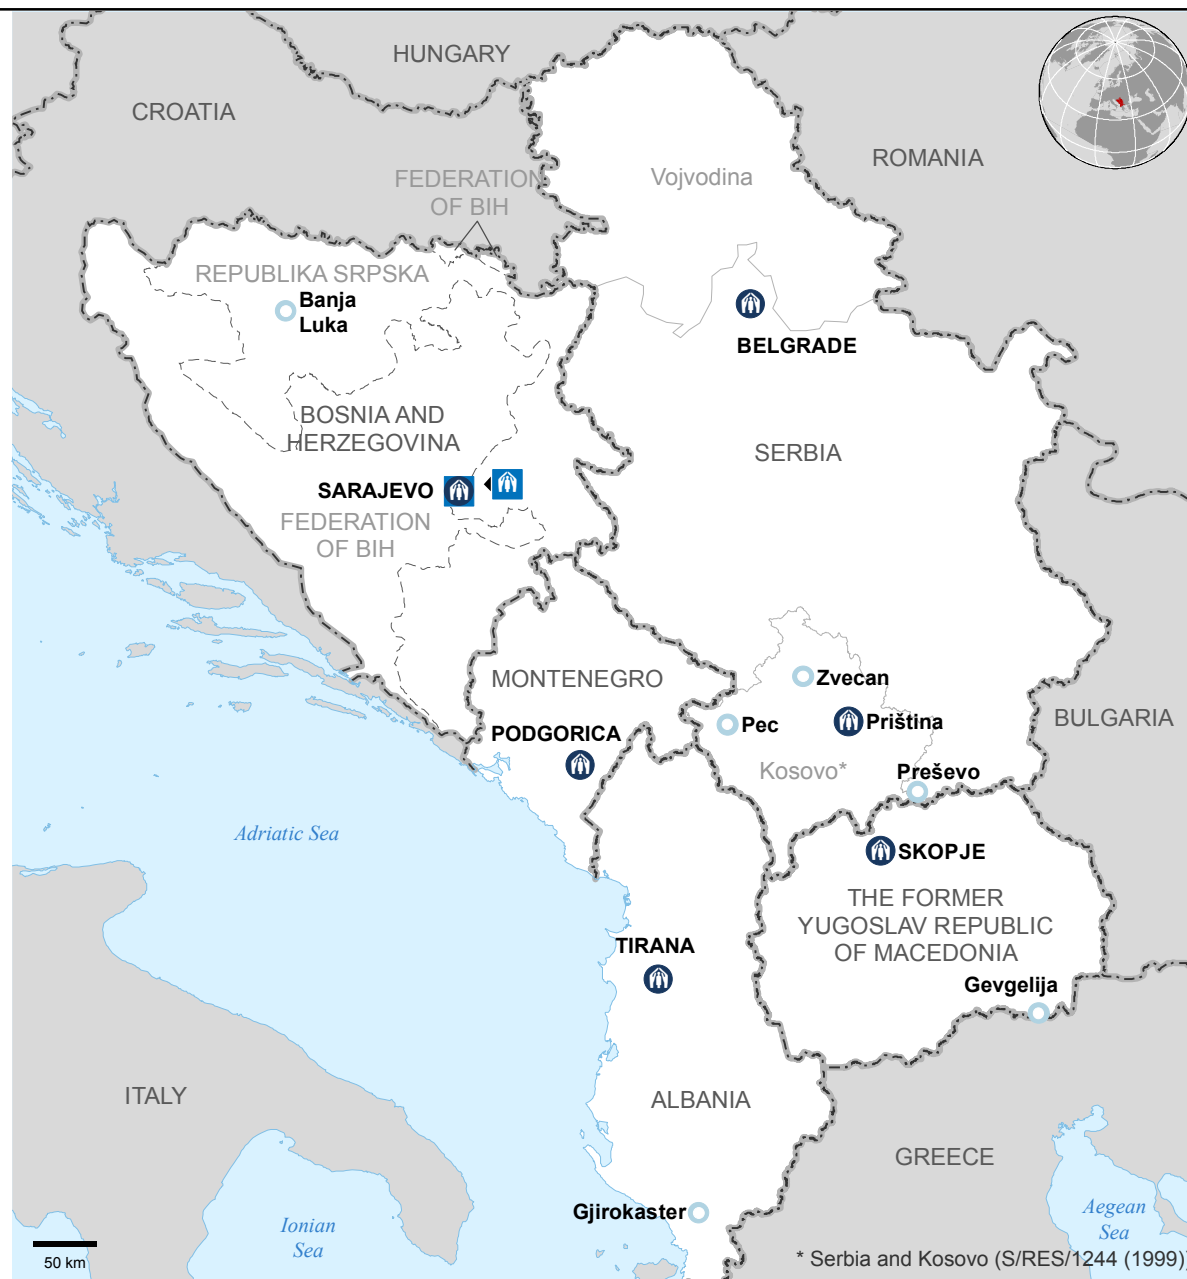 HUNGARY
CROATIA
ROMANIA
FEDERATION
OF BIH
Vojvodina
REPUBLIKA SRPSKA
Banja
Luka
BELGRADE
BOSNIA AND
HERZEGOVINA
SERBIA
SARAJEVO
FEDERATION
OF BIH
MONTENEGRO
Zvecan
BULGARIA
Pec
Priština
PODGORICA
Kosovo*
Preševo
Adriatic Sea
SKOPJE
THE FORMER
YUGOSLAV REPUBLIC
OF MACEDONIA
TIRANA
Gevgelija
ITALY
ALBANIA
GREECE
Gjirokaster
Ionian
Sea
Aegean
Sea
50 km
* Serbia and Kosovo (S/RES/1244 (1999))